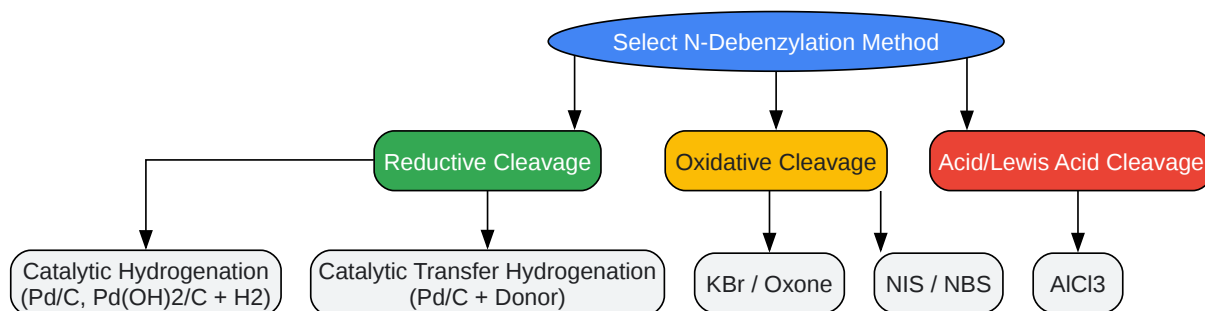 Select N-Debenzylation Method
Reductive Cleavage
Oxidative Cleavage
Acid/Lewis Acid Cleavage
Catalytic Hydrogenation
(Pd/C, Pd(OH)2/C + H2)
Catalytic Transfer Hydrogenation
(Pd/C + Donor)
KBr / Oxone
NIS / NBS
AlCl3